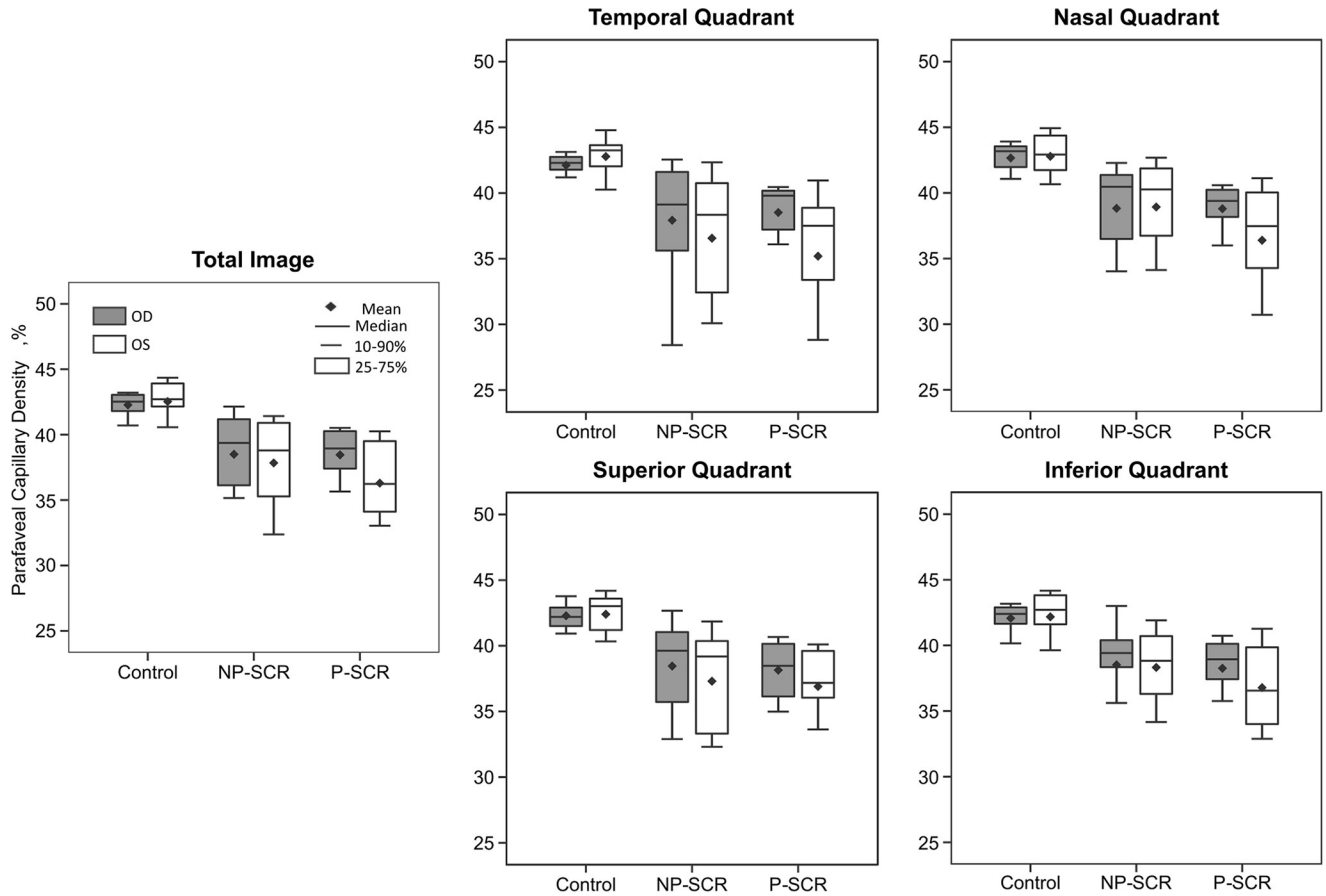 Temporal Quadrant
50
45
40
35
30
25
Control NP-SCR P-SCR
Nasal Quadrant
50
45
40
35
30
25
Control NP-SCR P-SCR
Total Image
Parafaveal Capillary Density ,%
50
45
40
35
30
25
OD
OS
Mean
Median
10-90%
25-75%
Control NP-SCR P-SCR
Superior Quadrant
50
45
40
35
30
25
Control NP-SCR P-SCR
Inferior Quadrant
50
45
40
35
30
25
Control NP-SCR P-SCR